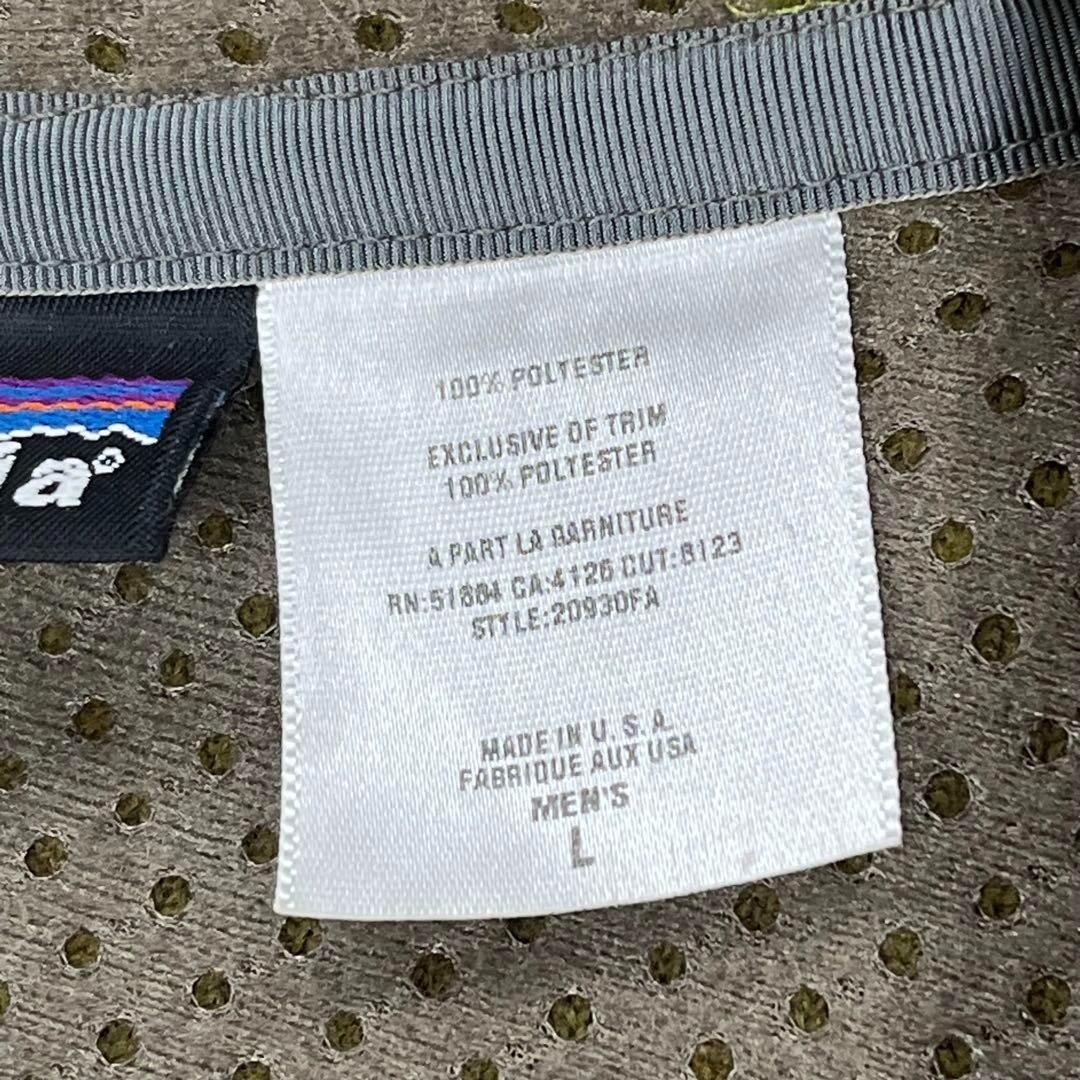 a®
100% POLTESTER
EXCLUSIVE OF TRIM
100% POLTESTER
A PART LA GARNITURE
RN:51884 CA:4126 CUT:8123
STYLE:20930FA
MADE IN U.S.A.
FABRIQUE AUX USA
MEN'S
L